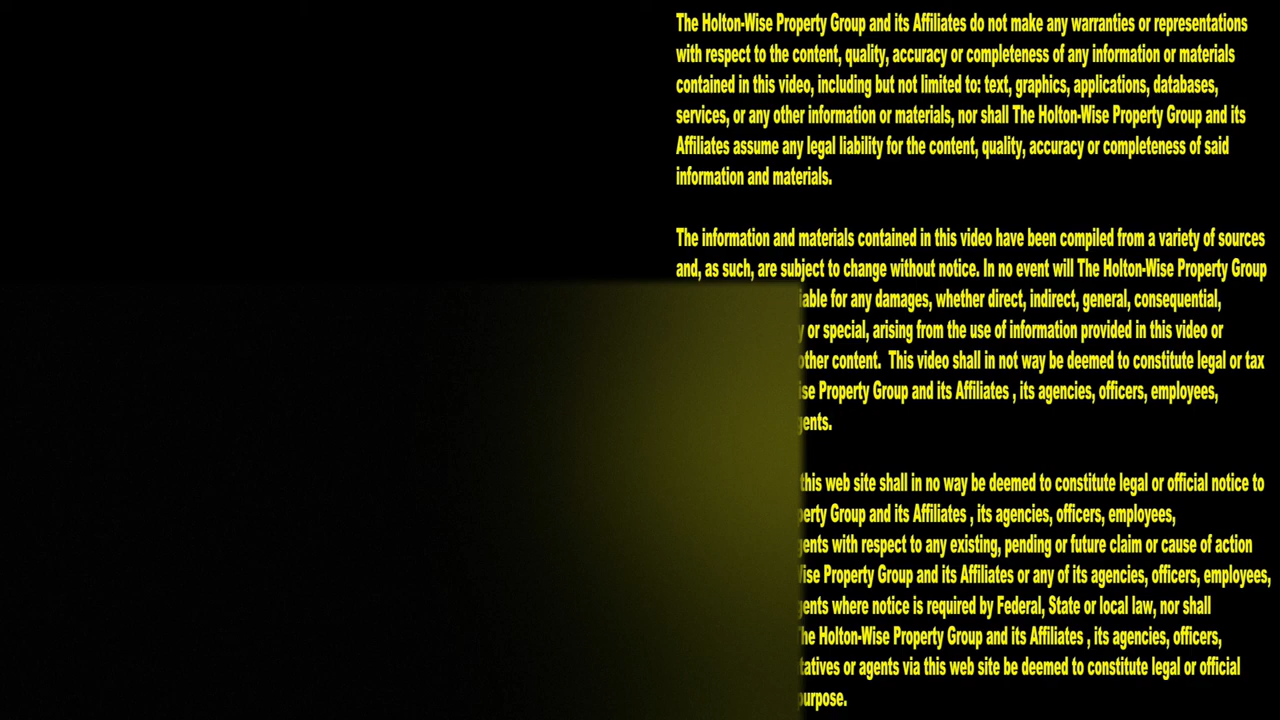 The Holton-Wise Property Group and its Affiliates do not make any warranties or representations
with respect to the content, quality, accuracy or completeness of any information or materials
contained in this video, including but not limited to: text, graphics, applications, databases,
services, or any other information or materials, nor shall The Holton-Wise Property Group and its
Affiliates assume any legal liability for the content, quality, accuracy or completeness of said
information and materials.
The information and materials contained in this video have been compiled from a variety of sources
and, as such, are subject to change without notice. In no event will The Holton-Wise Property Group
for any damages, whether direct, indirect, general, consequential,
or special, arising from the use of information provided in this video or
other content. This video shall in not way be deemed to constitute legal or tax
Property Group and its Affiliates , its agencies, officers, employees,
this web site shall in no way be deemed to constitute legal or official notice to
Group and its Affiliates , its agencies, officers, employees,
with respect to any existing, pending or future claim or cause of action
Property Group and its Affiliates or any of its agencies, officers, employees,
where notice is required by Federal, State or local law, nor shall
The Holton-Wise Property Group and its Affiliates , its agencies, officers,
or agents via this web site be deemed to constitute legal or official
purpose.